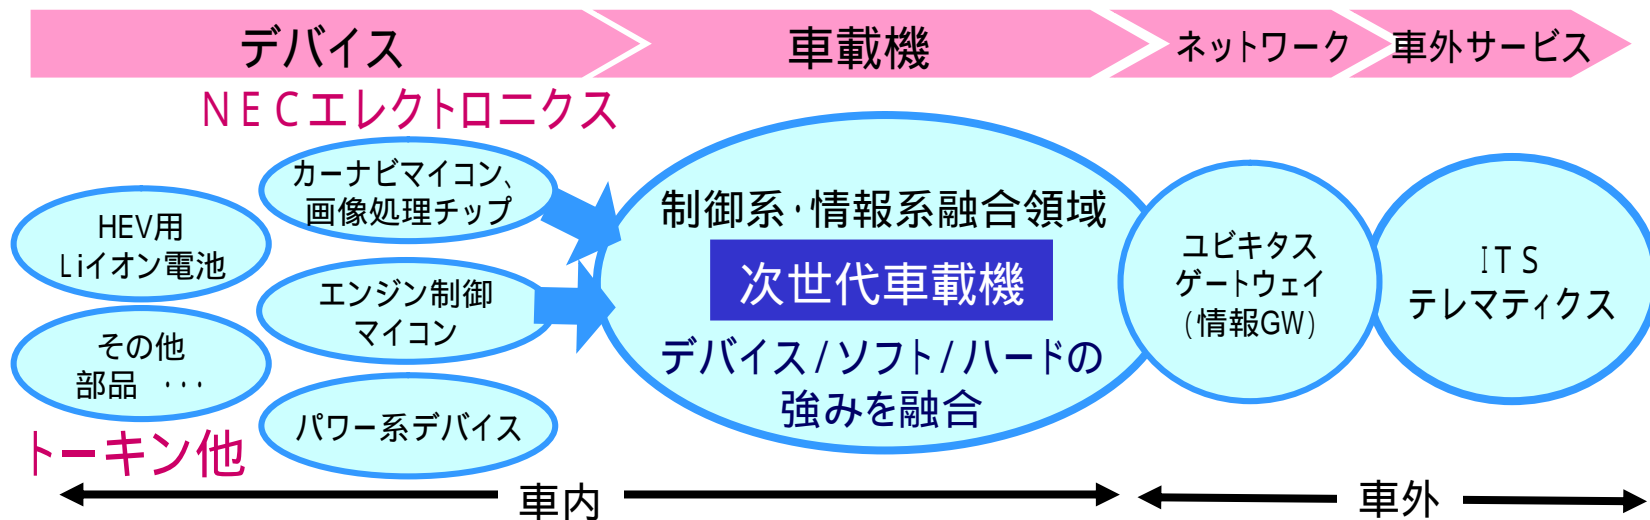 デバイス
車載機
ネットワーク
車外サービス
ＮＥＣエレクトロニクス
カーナビマイコン、
画像処理チップ
HEV用
Liイオン電池
エンジン制御
マイコン
その他
部品　･･･
パワー系デバイス
トーキン他
制御系･情報系融合領域
次世代車載機
デバイス/ソフト/ハードの
強みを融合
ユビキタス
ゲートウェイ
(情報GW)
ＩＴＳ
テレマティクス
車内
車外